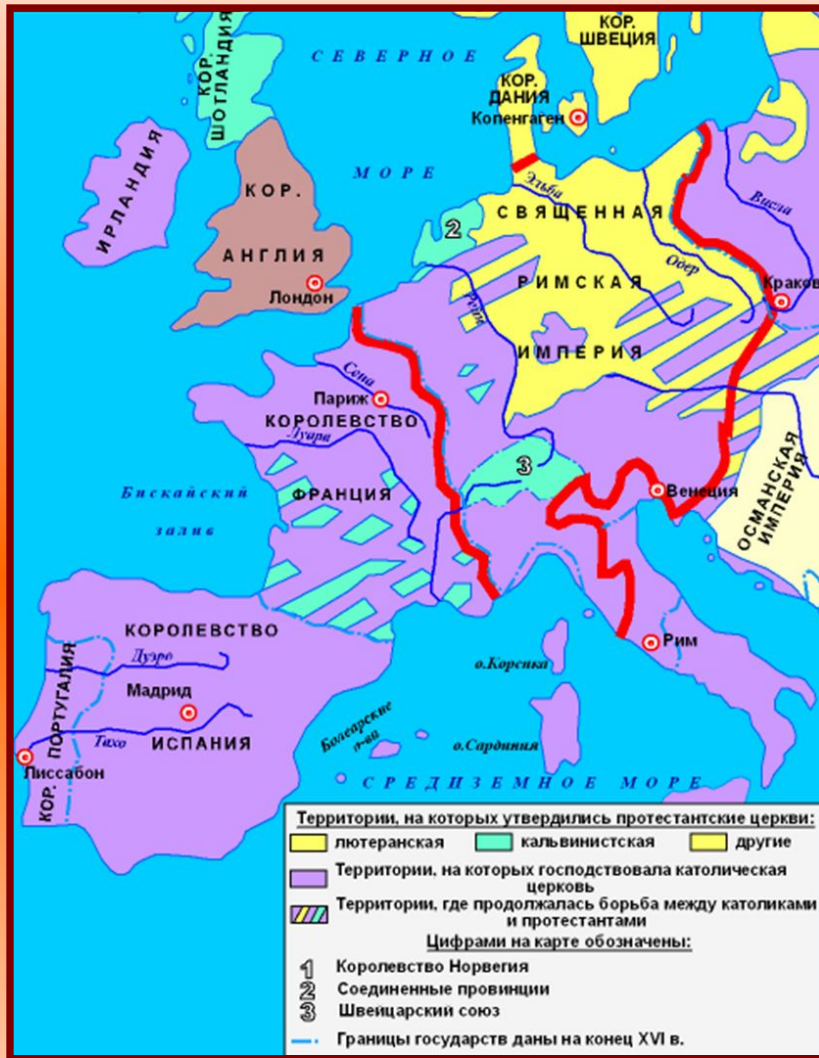 КОР.
ШВЕЦИЯ
КОР.
ШОТЛАНДИЯ
СЕВЕРНОЕ
КОР.
ДАНИЯ
Копенгаген
МОРЕ
ИРЛАНДИЯ
КОР.
АНГЛИЯ
Лондон
Эльба
СВЯЩЕННАЯ
Висла
2
РИМСКАЯ
Одер
Краков
Рейн
ИМПЕРИЯ
Сена
Париж
КОРОЛЕВСТВО
Луара
ФРАНЦИЯ
3
Венеция
ОСМАНСКАЯ
ИМПЕРИЯ
Бискайский
залив
КОРОЛЕВСТВО
Дуэро
Мадрид
ИСПАНИЯ
Тахо
КОР. ПОРТУГАЛИЯ
Лиссабон
о.Корсика
Рим
Болеарские
о-ва
о.Сардиния
СРЕДИЗЕМНОЕ МОРЕ
Территории, на которых утвердились протестантские церкви:
лютеранская кальвинистская другие
Территории, на которых господствовала католическая
церковь
Территории, где продолжалась борьба между католиками
и протестантами
Цифрами на карте обозначены:
1 Королевство Норвегия
2 Соединенные провинции
3 Швейцарский союз
Границы государств даны на конец XVI в.